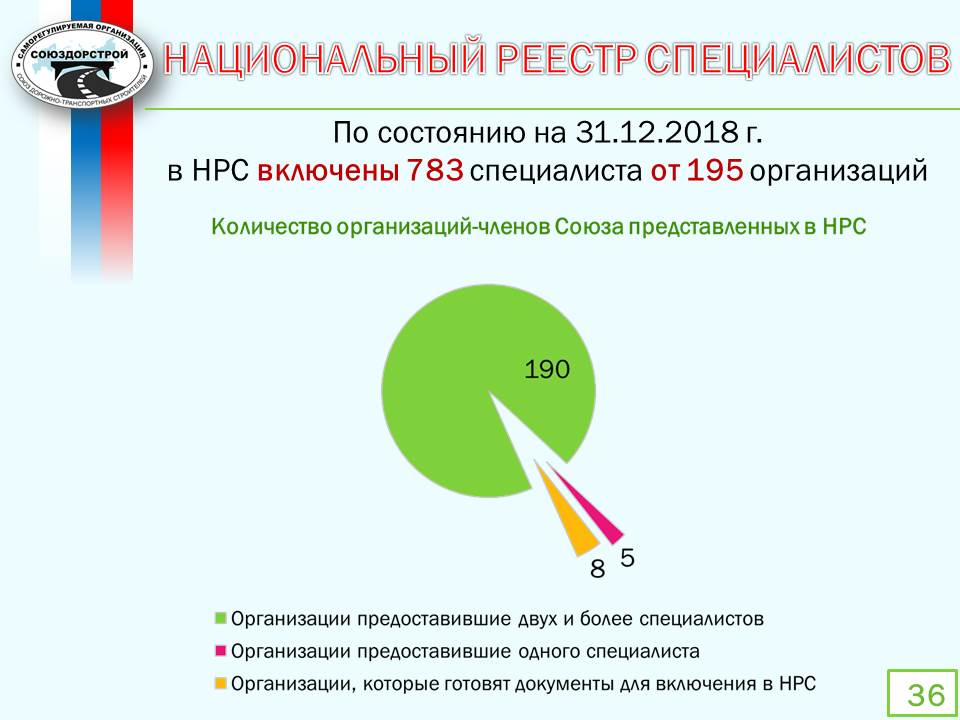 САМОРЕГУЛИРУЕМАЯ ОРГАНИЗАЦИЯ
СОЮЗДОРСТРОЙ
СОЮЗ ДОРОЖНО-ТРАНСПОРТНЫХ СТРОИТЕЛЕЙ
НАЦИОНАЛЬНЫЙ РЕЕСТР СПЕЦИАЛИСТОВ
По состоянию на 31.12.2018 г.
в НРС включены 783 специалиста от 195 организаций
Количество организаций-членов Союза представленных в НРС
190
5
8
Организации предоставившие двух и более специалистов
Организации предоставившие одного специалиста
Организации, которые готовят документы для включения в НРС
36